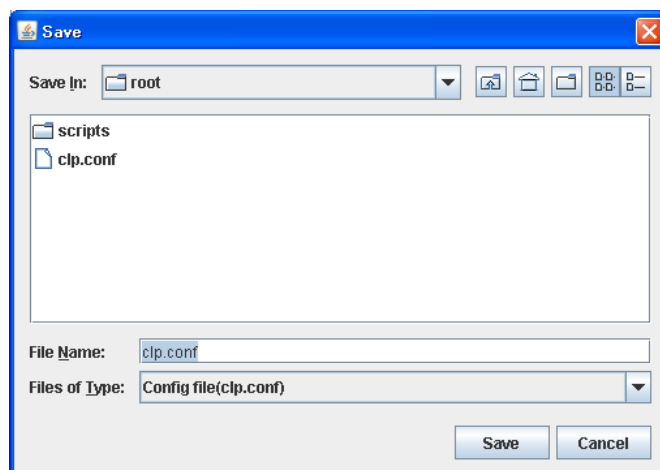 Save
Save In: root
scripts
clp.conf
File Name: clp.conf
Files of Type: Config file(clp.conf)
Save Cancel